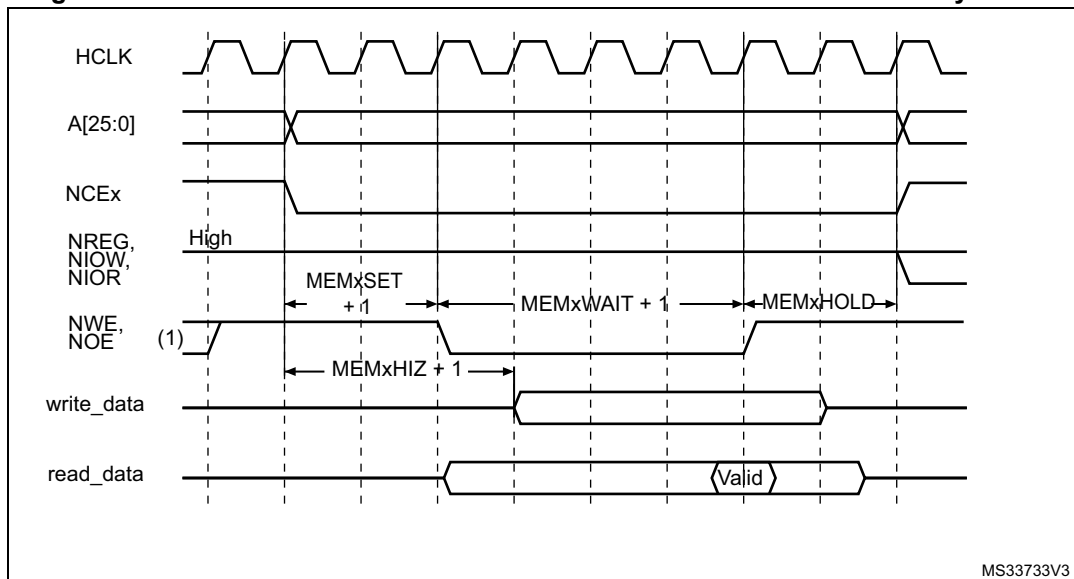 HCLK
A[25:0]
NCEx
NREG,
NIOW,
NIOR
High
MEMxSET
+ 1
MEMxWAIT + 1
MEMxHOLD
NWE,
NOE
(1)
MEMxHIZ + 1
write_data
read_data
Valid
MS33733V3